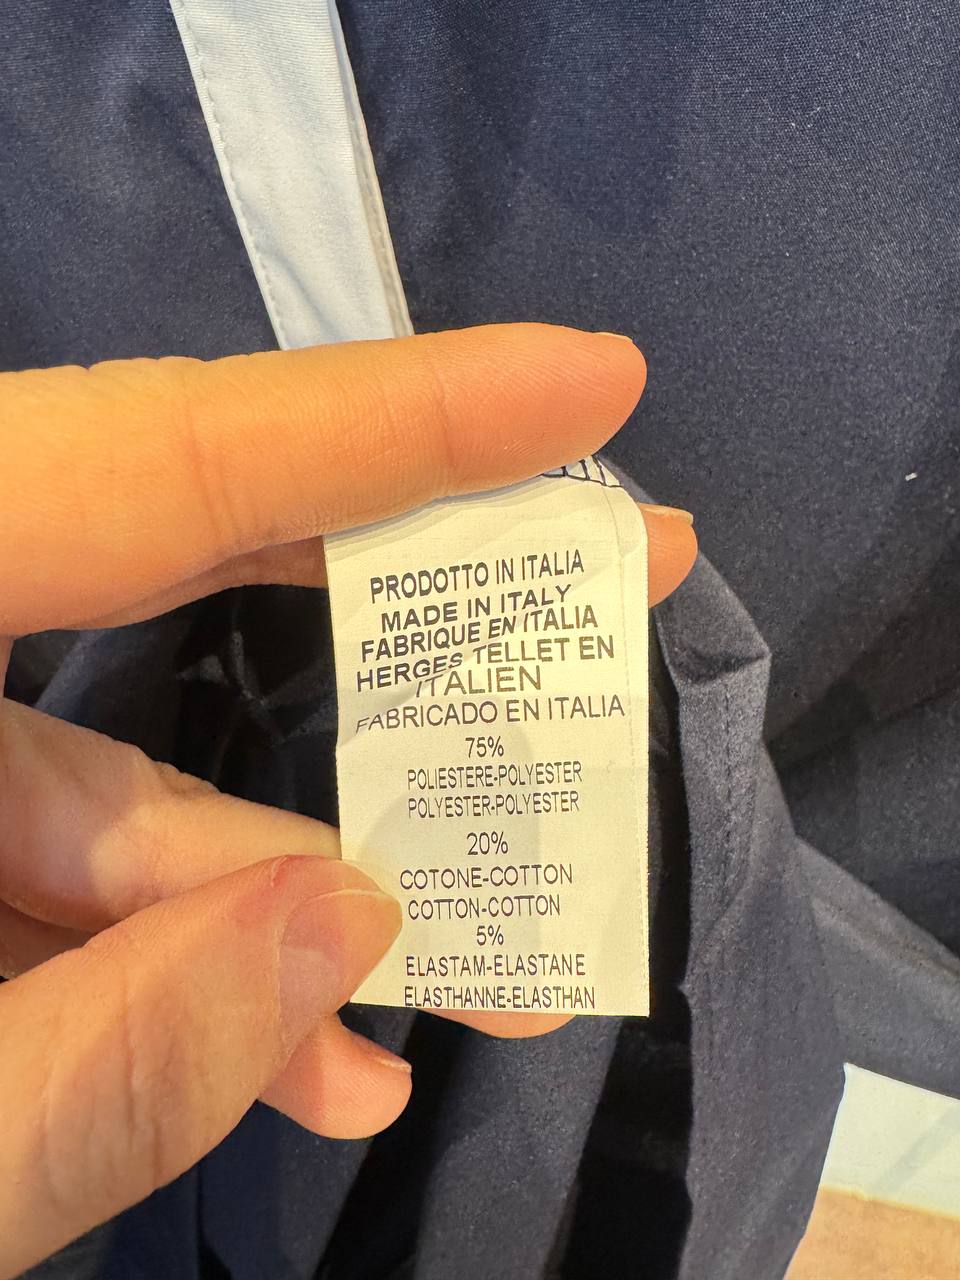 PRODOTTO IN ITALIA
MADE IN ITALY
FABRIQUE EN ITALIA
HERGES TELLET EN
ITALIEN
FABRICADO EN ITALIA
75%
POLIESTERE-POLYESTER
POLYESTER-POLYESTER
20%
COTONE-COTTON
COTTON-COTTON
5%
ELASTAM-ELASTANE
ELASTHANNE-ELASTHAN